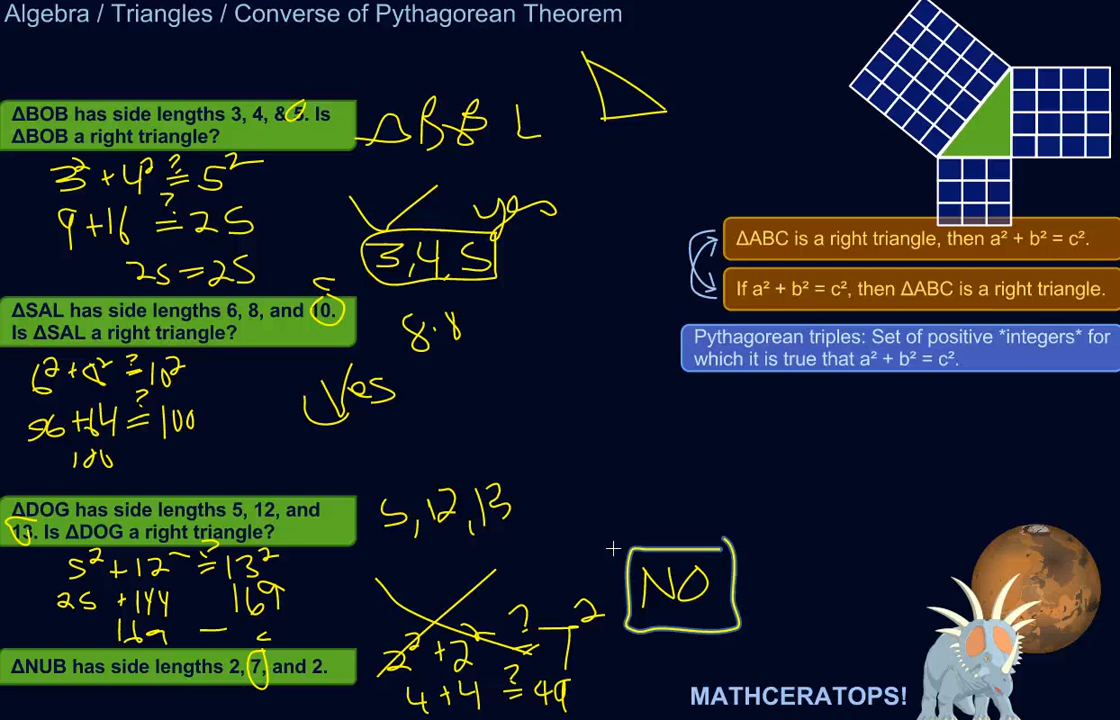 Algebra / Triangles / Converse of Pythagorean Theorem
ΔBOB has side lengths 3, 4, & 5. Is
ΔBOB a right triangle?
3² + 4² ≟ 5²
9 + 16 ≟ 25
25 = 25
yes
3, 4, 5
ΔSAL has side lengths 6, 8, and 10.
Is ΔSAL a right triangle?
8·8
6² + 8² ≟ 10²
36 + 64 ≟ 100
100
Yes
ΔDOG has side lengths 5, 12, and
13. Is ΔDOG a right triangle?
5, 12, 13
5² + 12² ≟ 13²
25 + 144 169
169 =
ΔNUB has side lengths 2, 7, and 2.
2² + 2² ≟ 7²
4 + 4 ≟ 49
NO
ΔABC is a right triangle, then a² + b² = c².
If a² + b² = c², then ΔABC is a right triangle.
Pythagorean triples: Set of positive *integers* for
which it is true that a² + b² = c².
MATHCERATOPS!